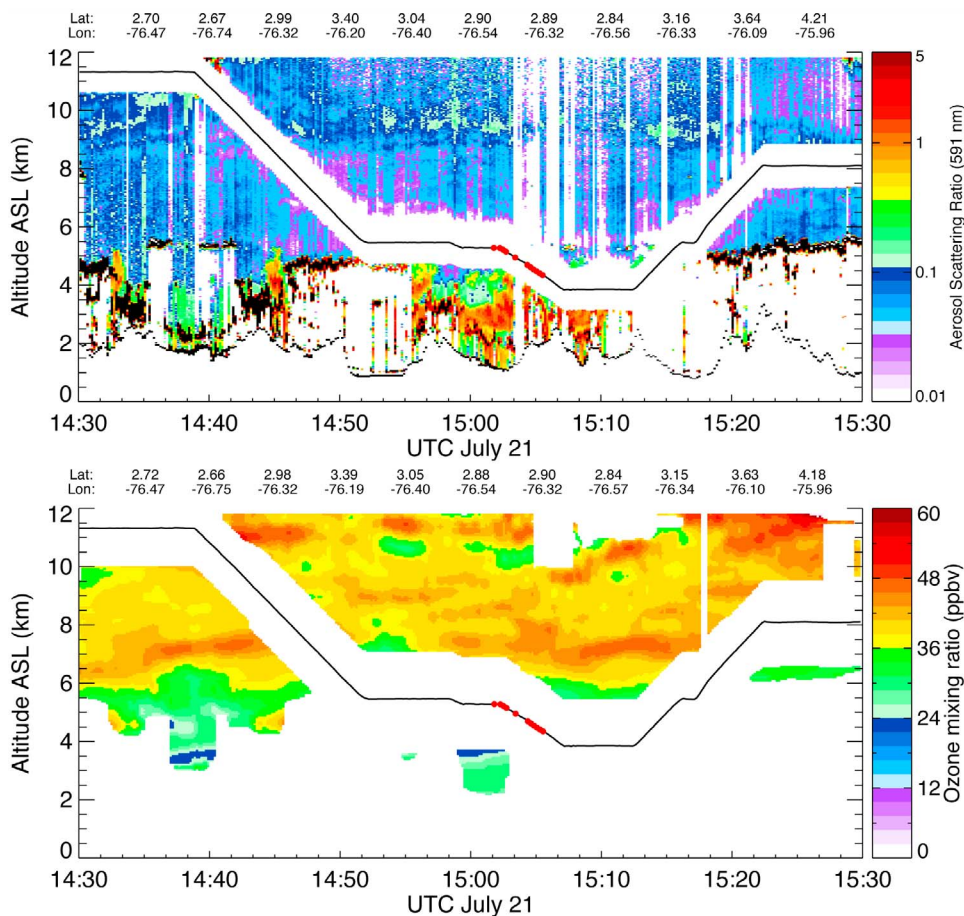 Lat: 2.70 2.67 2.99 3.40 3.04 2.90 2.89 2.84 3.16 3.64 4.21
Lon: -76.47 -76.74 -76.32 -76.20 -76.40 -76.54 -76.32 -76.56 -76.33 -76.09 -75.96
12
10
8
6
4
2
0
Altitude ASL (km)
14:30 14:40 14:50 15:00 15:10 15:20 15:30
UTC July 21
5
1
0.1
0.01
Aerosol Scattering Ratio (591 nm)
Lat: 2.72 2.66 2.98 3.39 3.05 2.88 2.90 2.84 3.15 3.63 4.18
Lon: -76.47 -76.75 -76.32 -76.19 -76.40 -76.54 -76.32 -76.57 -76.34 -76.10 -75.96
12
10
8
6
4
2
0
Altitude ASL (km)
14:30 14:40 14:50 15:00 15:10 15:20 15:30
UTC July 21
60
48
36
24
12
0
Ozone mixing ratio (ppbv)